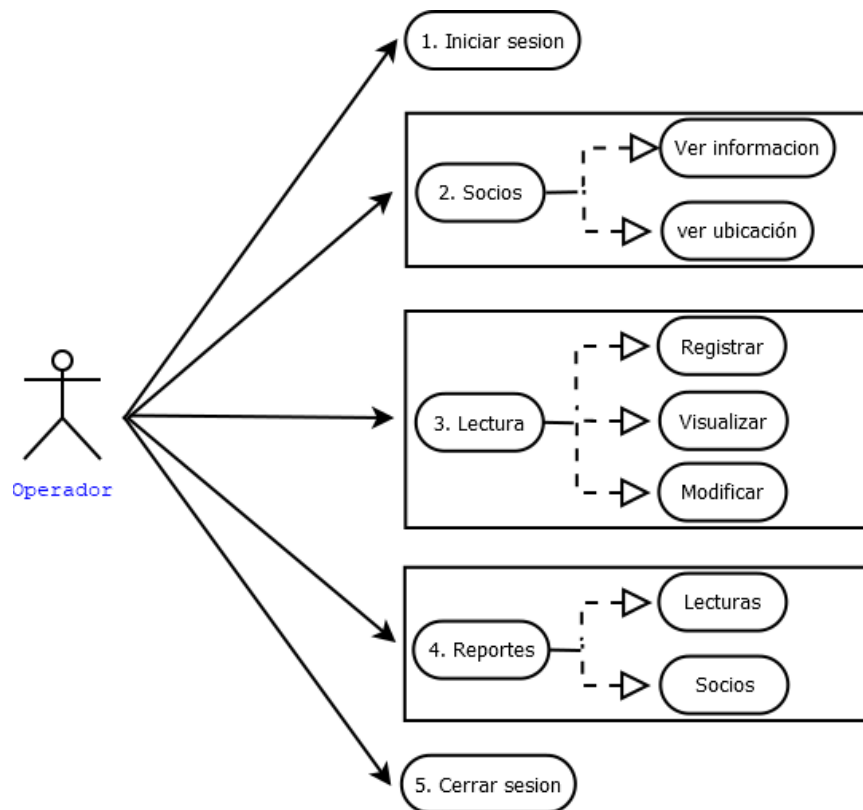 1. Iniciar sesion
2. Socios
Ver informacion
ver ubicación
3. Lectura
Registrar
Visualizar
Modificar
Operador
4. Reportes
Lecturas
Socios
5. Cerrar sesion